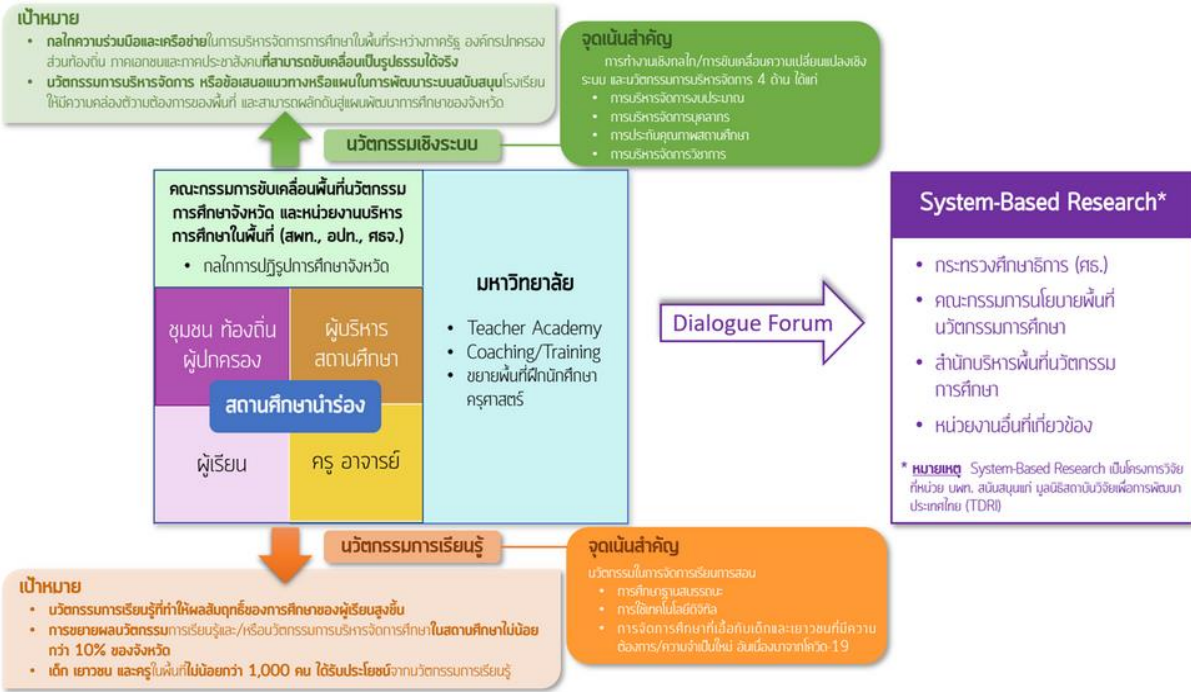 เป้าหมาย
• กลไกความร่วมมือและเครือข่ายในการบริหารจัดการการศึกษาในพื้นที่ระหว่างภาครัฐ องค์กรปกครอง
ส่วนท้องถิ่น ภาคเอกชนและภาคประชาสังคมที่สามารถขับเคลื่อนเป็นรูปธรรมได้จริง
• นวัตกรรมการบริหารจัดการ หรือข้อเสนอแนวทางหรือแผนในการพัฒนาระบบสนับสนุนโรงเรียน
ให้มีความคล่องตัวตามต้องการของพื้นที่ และสามารถผลักดันสู่แผนพัฒนาการศึกษาของจังหวัด
จุดเน้นสำคัญ
การทำงานเชิงกลไก/การขับเคลื่อนความเปลี่ยนแปลงเชิง
ระบบ และนวัตกรรมการบริหารจัดการ 4 ด้าน ได้แก่
• การบริหารจัดการงบประมาณ
• การบริหารจัดการบุคลากร
• การประกันคุณภาพสถานศึกษา
• การบริหารจัดการวิชาการ
นวัตกรรมเชิงระบบ
คณะกรรมการขับเคลื่อนพื้นที่นวัตกรรม
การศึกษาจังหวัด และหน่วยงานบริหาร
การศึกษาในพื้นที่ (สพท., อปท., ศธจ.)
• กลไกการปฏิรูปการศึกษาจังหวัด
ชุมชน ท้องถิ่น
ผู้ปกครอง
ผู้บริหาร
สถานศึกษา
สถานศึกษานำร่อง
ผู้เรียน
ครู อาจารย์
มหาวิทยาลัย
• Teacher Academy
• Coaching/Training
• ขยายพื้นที่ฝึกนักศึกษา
ครุศาสตร์
Dialogue Forum
System-Based Research*
• กระทรวงศึกษาธิการ (ศธ.)
• คณะกรรมการนโยบายพื้นที่
นวัตกรรมการศึกษา
• สำนักบริหารพื้นที่นวัตกรรม
การศึกษา
• หน่วยงานอื่นที่เกี่ยวข้อง
* หมายเหตุ System-Based Research เป็นโครงการวิจัย
ที่หน่วย บพท. สนับสนุนแก่ มูลนิธิสถาบันวิจัยเพื่อการพัฒนา
ประเทศไทย (TDRI)
นวัตกรรมการเรียนรู้
จุดเน้นสำคัญ
นวัตกรรมในการจัดการเรียนการสอน
• การศึกษาฐานสมรรถนะ
• การใช้เทคโนโลยีดิจิทัล
• การจัดการศึกษาที่เอื้อกับเด็กและเยาวชนที่มีความ
ต้องการ/ความจำเป็นใหม่ อันเนื่องมาจากโควิด-19
เป้าหมาย
• นวัตกรรมการเรียนรู้ที่ทำให้ผลสัมฤทธิ์ของการศึกษาของผู้เรียนสูงขึ้น
• การขยายผลนวัตกรรมการเรียนรู้และ/หรือนวัตกรรมการบริหารจัดการศึกษาในสถานศึกษาไม่น้อย
กว่า 10% ของจังหวัด
• เด็ก เยาวชน และครูในพื้นที่ไม่น้อยกว่า 1,000 คน ได้รับประโยชน์จากนวัตกรรมการเรียนรู้